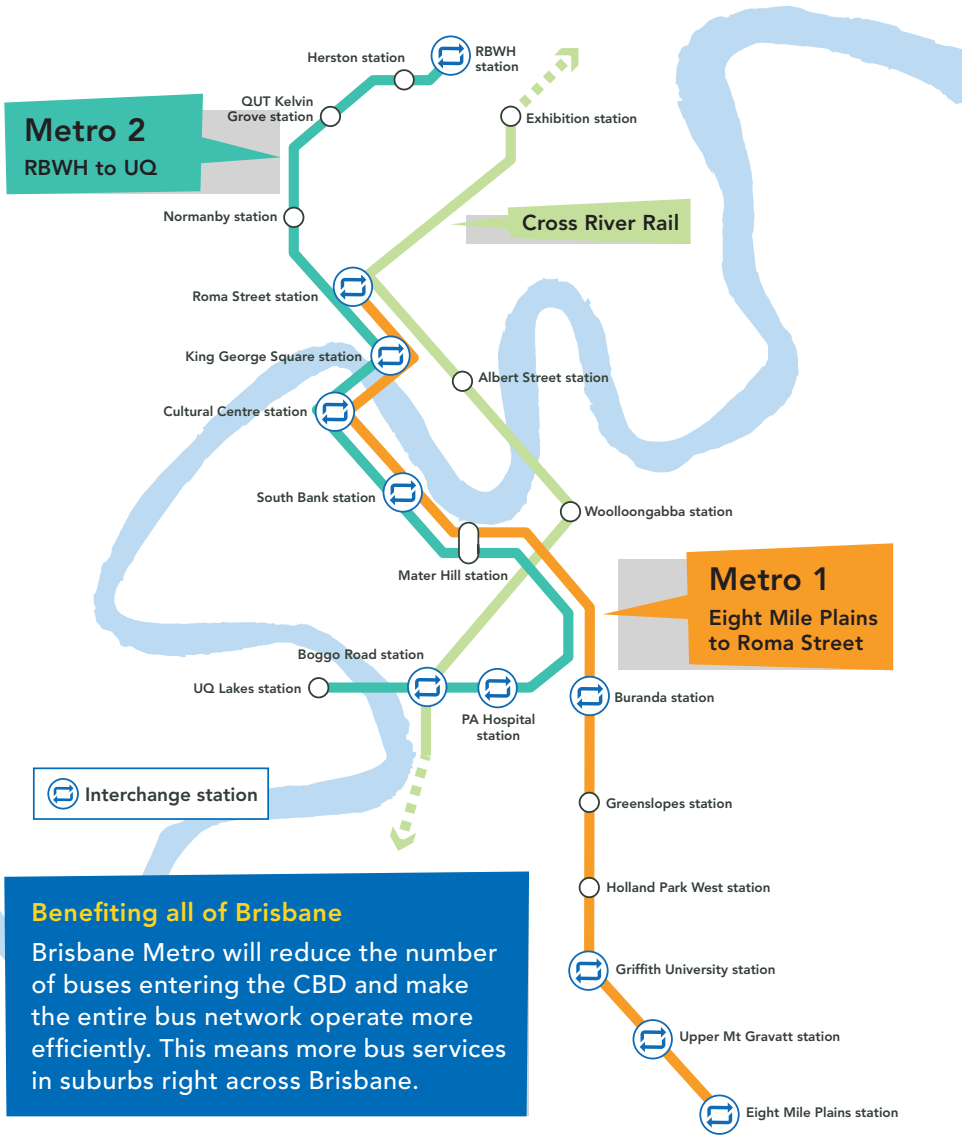 Herston station
RBWH
station
QUT Kelvin
Grove station
Exhibition station
Metro 2
RBWH to UQ
Normanby station
Cross River Rail
Roma Street station
King George Square station
Albert Street station
Cultural Centre station
South Bank station
Woolloongabba station
Mater Hill station
Metro 1
Eight Mile Plains
to Roma Street
Boggo Road station
UQ Lakes station
PA Hospital
station
Buranda station
Interchange station
Greenslopes station
Holland Park West station
Benefiting all of Brisbane
Brisbane Metro will reduce the number
of buses entering the CBD and make
the entire bus network operate more
efficiently. This means more bus services
in suburbs right across Brisbane.
Griffith University station
Upper Mt Gravatt station
Eight Mile Plains station